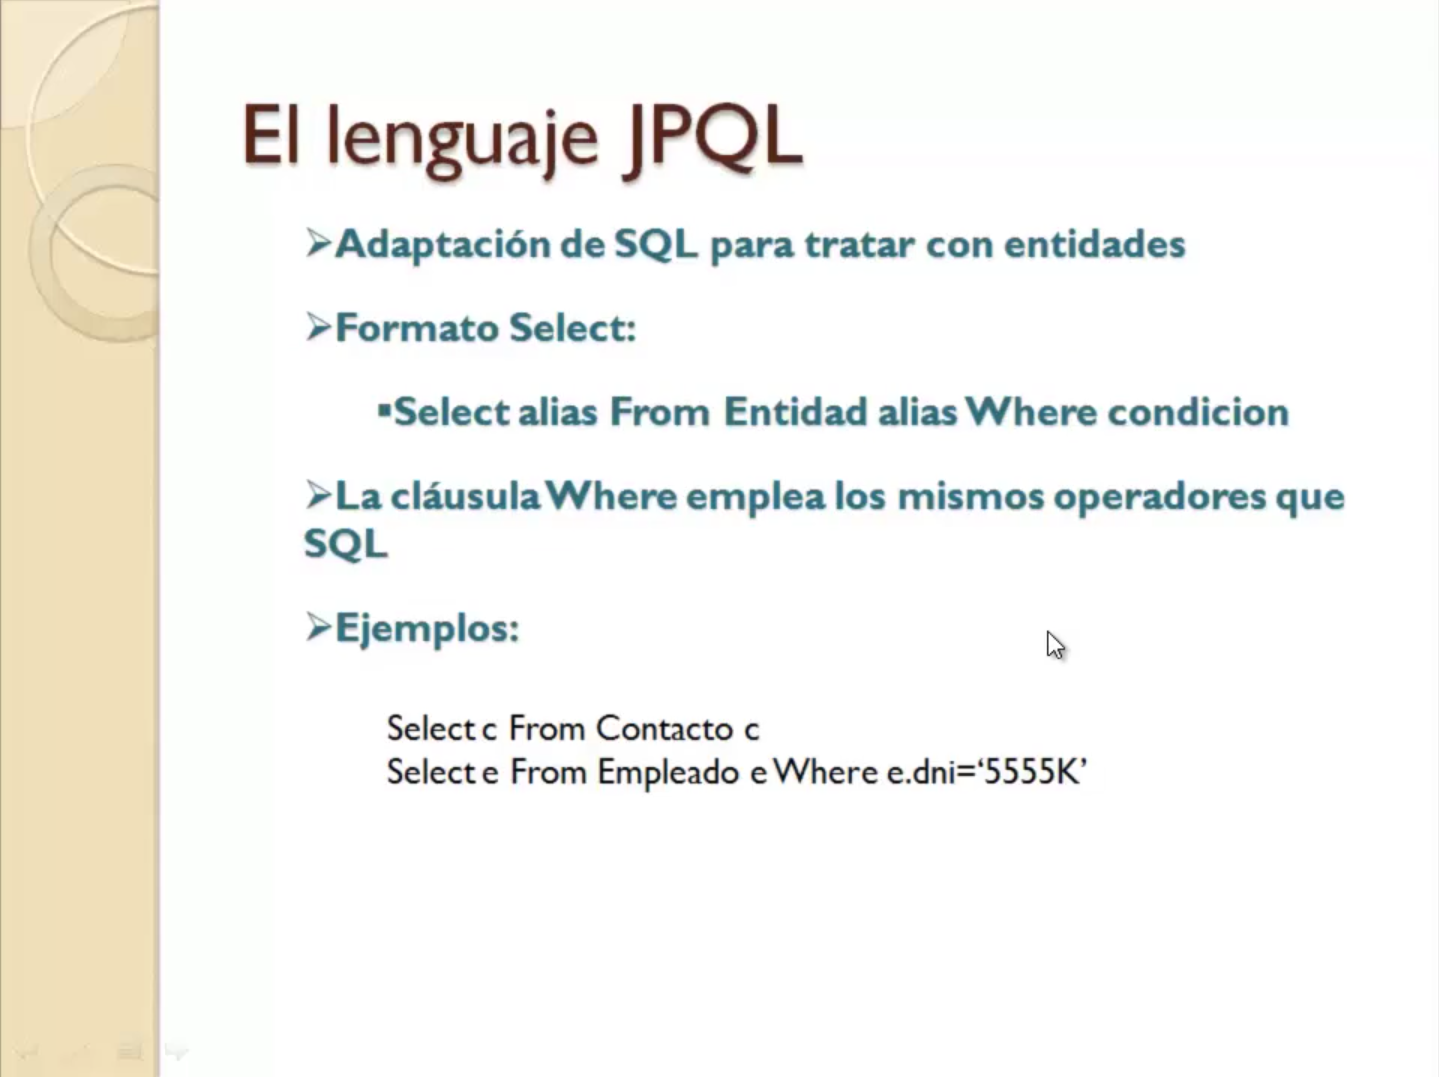 El lenguaje JPQL
➢Adaptación de SQL para tratar con entidades
➢Formato Select:
▪Select alias From Entidad alias Where condicion
➢La cláusula Where emplea los mismos operadores que
SQL
➢Ejemplos:
Select c From Contacto c
Select e From Empleado e Where e.dni=‘5555K’